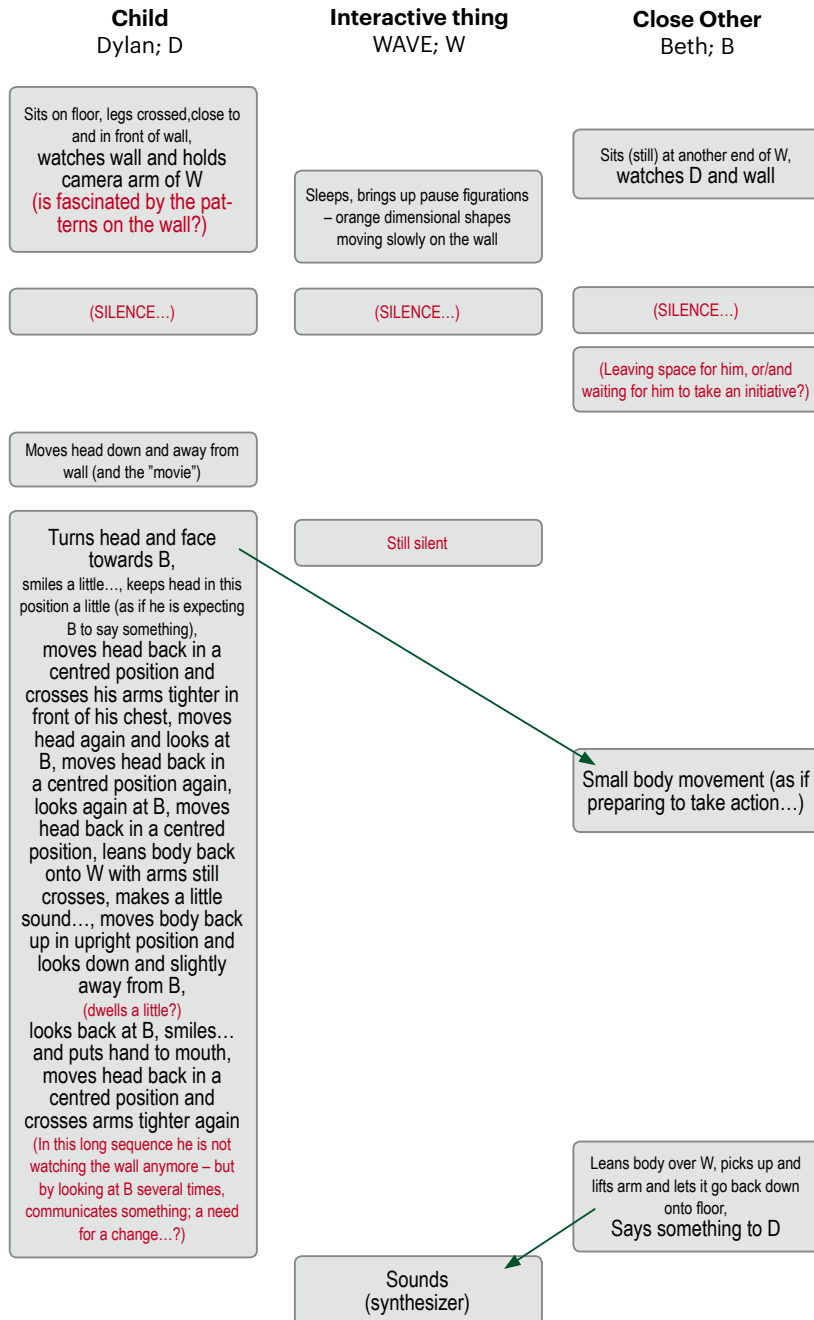 Child
Dylan; D
Interactive thing
WAVE; W
Close Other
Beth; B
Sits on floor, legs crossed,close to
and in front of wall,
watches wall and holds
camera arm of W
(is fascinated by the pat-
terns on the wall?)
Sleeps, brings up pause figurations
– orange dimensional shapes
moving slowly on the wall
Sits (still) at another end of W,
watches D and wall
(SILENCE…)
(SILENCE…)
(SILENCE…)
(Leaving space for him, or/and
waiting for him to take an initiative?)
Moves head down and away from
wall (and the ”movie”)
Turns head and face
towards B,
smiles a little…, keeps head in this
position a little (as if he is expecting
B to say something),
moves head back in a
centred position and
crosses his arms tighter in
front of his chest, moves
head again and looks at
B, moves head back in
a centred position again,
looks again at B, moves
head back in a centred
position, leans body back
onto W with arms still
crosses, makes a little
sound…, moves body back
up in upright position and
looks down and slightly
away from B,
(dwells a little?)
looks back at B, smiles…
and puts hand to mouth,
moves head back in a
centred position and
crosses arms tighter again
(In this long sequence he is not
watching the wall anymore – but
by looking at B several times,
communicates something; a need
for a change…?)
Still silent
Small body movement (as if
preparing to take action…)
Leans body over W, picks up and
lifts arm and lets it go back down
onto floor,
Says something to D
Sounds
(synthesizer)